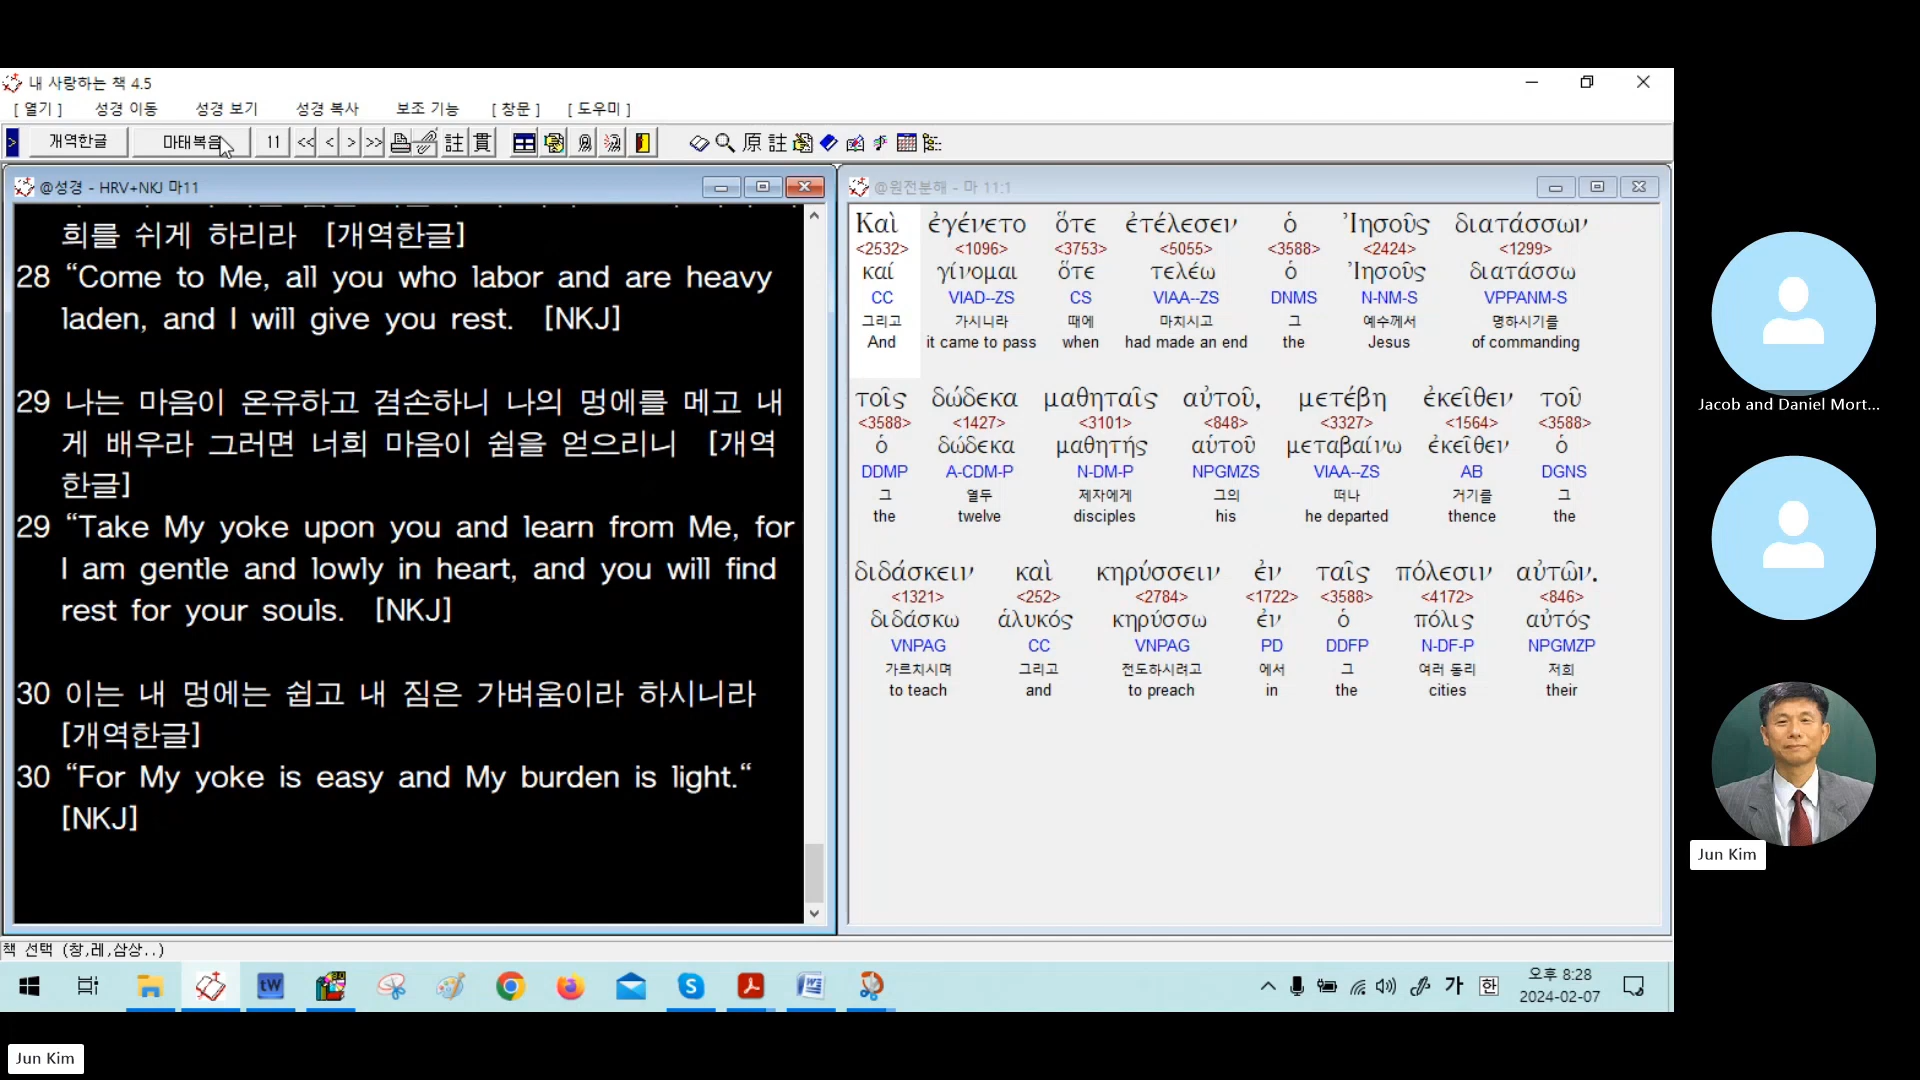 내 사랑하는 책 4.5
[ 열기 ] 성경 이동 성경 보기 성경 복사 보조 기능 [ 창문 ] [ 도우미 ]
> 개역한글 마태복음 11 << < > >> 註 貫 原 註
@성경 - HRV+NKJ 마11
희를 쉬게 하리라 [개역한글]
28 “Come to Me, all you who labor and are heavy
laden, and I will give you rest. [NKJ]
29 나는 마음이 온유하고 겸손하니 나의 멍에를 메고 내
게 배우라 그러면 너희 마음이 쉼을 얻으리니 [개역
한글]
29 “Take My yoke upon you and learn from Me, for
I am gentle and lowly in heart, and you will find
rest for your souls. [NKJ]
30 이는 내 멍에는 쉽고 내 짐은 가벼움이라 하시니라
[개역한글]
30 “For My yoke is easy and My burden is light.“
[NKJ]
@원전분해 - 마 11:1
Καὶ ἐγένετο ὅτε ἐτέλεσεν ὁ Ἰησοῦς διατάσσων
<2532> <1096> <3753> <5055> <3588> <2424> <1299>
καί γίνομαι ὅτε τελέω ὁ Ἰησοῦς διατάσσω
CC VIAD--ZS CS VIAA--ZS DNMS N-NM-S VPPANM-S
그리고 가시니라 때에 마치시고 그 예수께서 명하시기를
And it came to pass when had made an end the Jesus of commanding
τοῖς δώδεκα μαθηταῖς αὐτοῦ, μετέβη ἐκεῖθεν τοῦ
<3588> <1427> <3101> <848> <3327> <1564> <3588>
ὁ δώδεκα μαθητής αὑτοῦ μεταβαίνω ἐκεῖθεν ὁ
DDMP A-CDM-P N-DM-P NPGMZS VIAA--ZS AB DGNS
그 열두 제자에게 그의 떠나 거기를 그
the twelve disciples his he departed thence the
διδάσκειν καὶ κηρύσσειν ἐν ταῖς πόλεσιν αὐτῶν.
<1321> <252> <2784> <1722> <3588> <4172> <846>
διδάσκω ἁλυκός κηρύσσω ἐν ὁ πόλις αὐτός
VNPAG CC VNPAG PD DDFP N-DF-P NPGMZP
가르치시며 그리고 전도하시려고 에서 그 여러 동리 저희
to teach and to preach in the cities their
책 선택 (창,레,삼상..)
tW S W 가 한 오후 8:28
2024-02-07
Jacob and Daniel Mort...
Jun Kim
Jun Kim